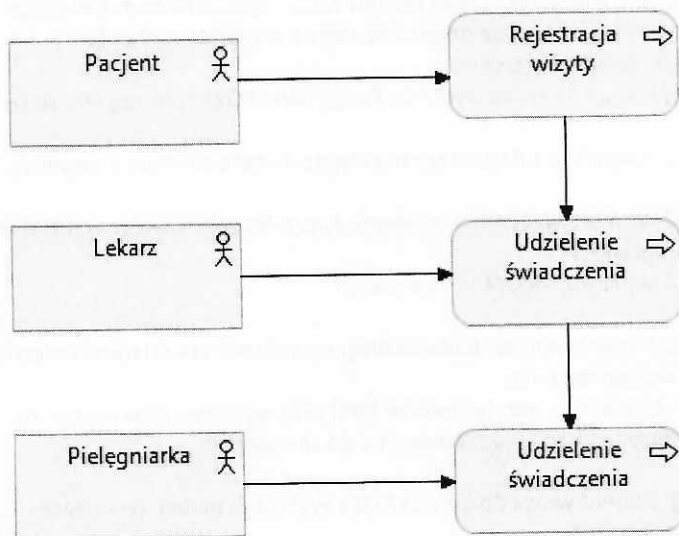 Pacjent
Rejestracja
wizyty
Lekarz
Udzielenie
świadczenia
Pielęgniarka
Udzielenie
świadczenia